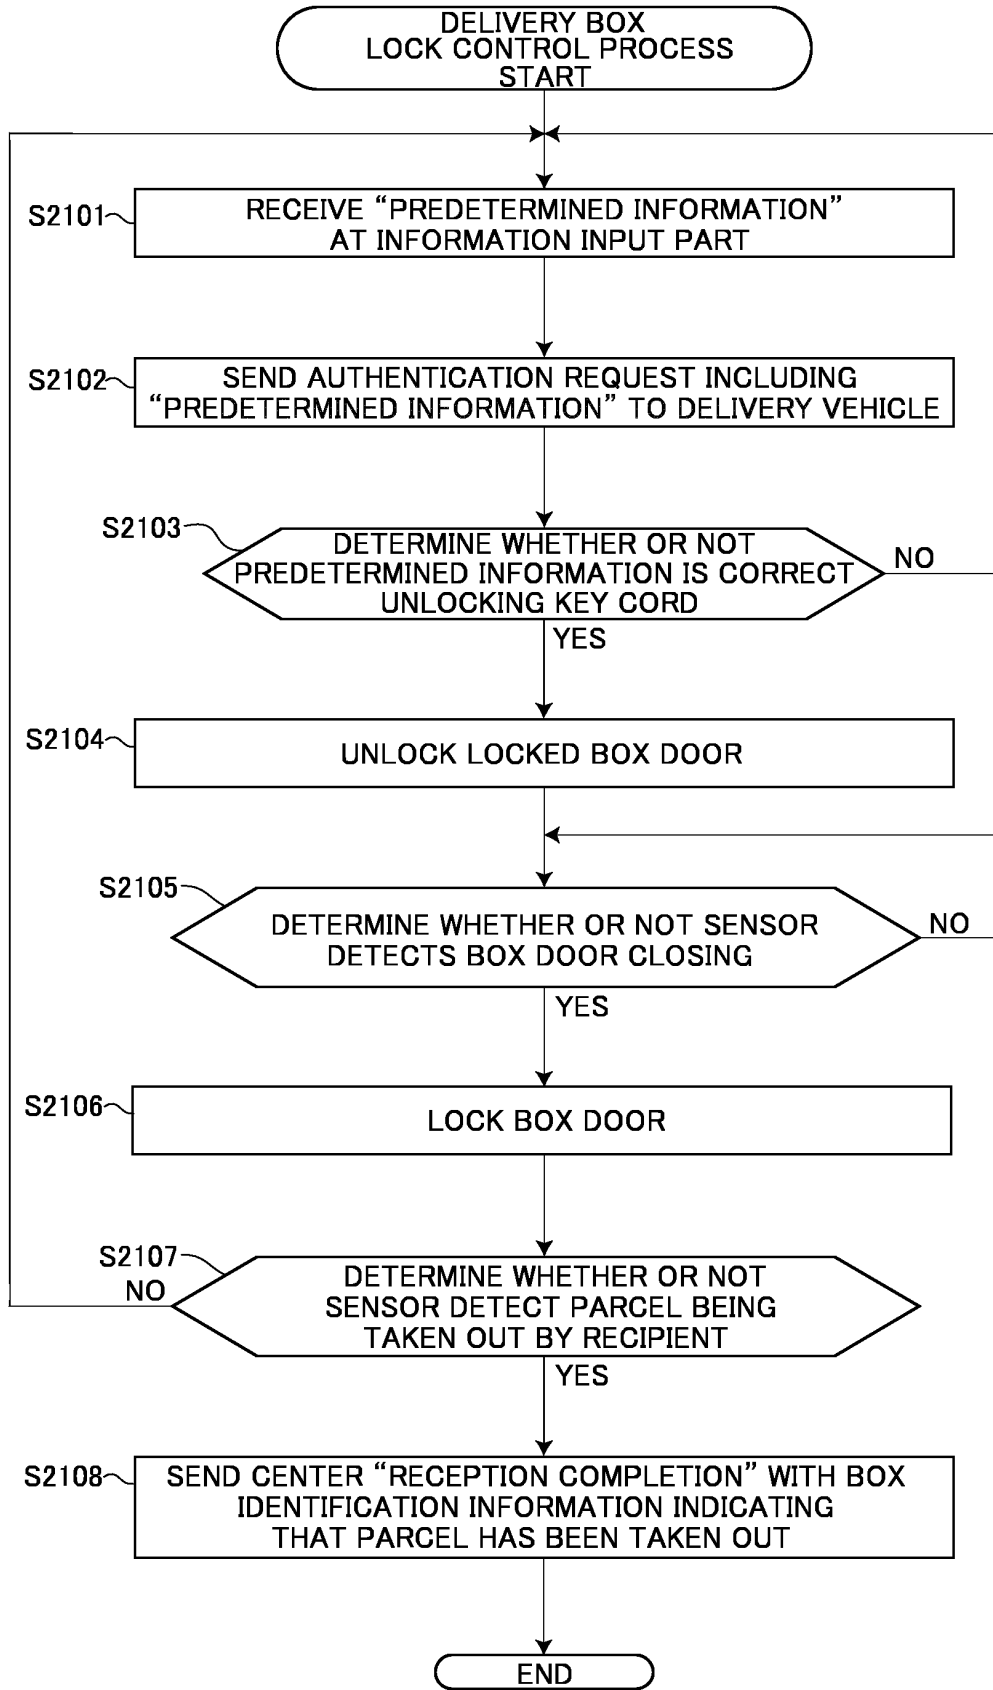 DELIVERY BOX
LOCK CONTROL PROCESS
START
S2101
RECEIVE “PREDETERMINED INFORMATION”
AT INFORMATION INPUT PART
S2102
SEND AUTHENTICATION REQUEST INCLUDING
“PREDETERMINED INFORMATION” TO DELIVERY VEHICLE
S2103
DETERMINE WHETHER OR NOT
PREDETERMINED INFORMATION IS CORRECT
UNLOCKING KEY CORD
NO
YES
S2104
UNLOCK LOCKED BOX DOOR
S2105
DETERMINE WHETHER OR NOT SENSOR
DETECTS BOX DOOR CLOSING
NO
YES
S2106
LOCK BOX DOOR
S2107
DETERMINE WHETHER OR NOT
SENSOR DETECT PARCEL BEING
TAKEN OUT BY RECIPIENT
NO
YES
S2108
SEND CENTER “RECEPTION COMPLETION” WITH BOX
IDENTIFICATION INFORMATION INDICATING
THAT PARCEL HAS BEEN TAKEN OUT
END